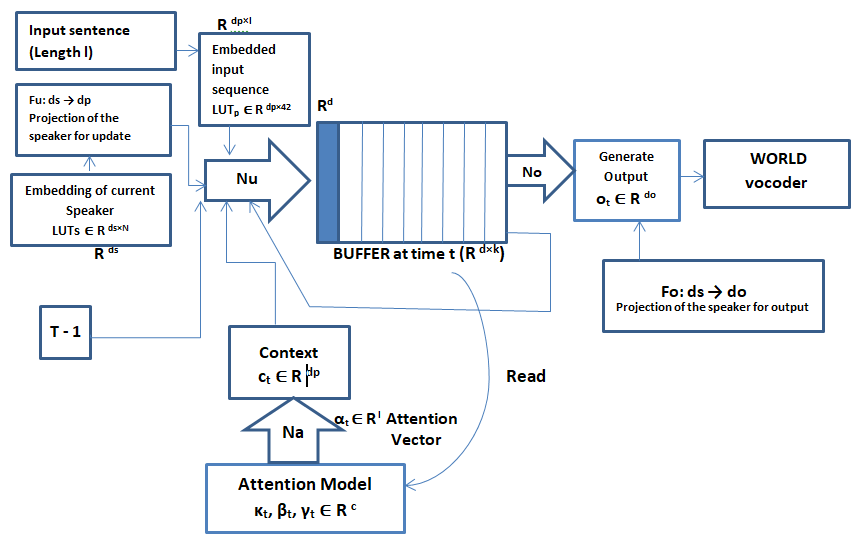 Input sentence
(Length l)
R dp×l
Embedded
input
sequence
LUTp ∈ R dp×42
Fu: ds → dp
Projection of the
speaker for update
Embedding of current
Speaker
LUTs ∈ R ds×N
R ds
Nu
R d
BUFFER at time t (R d×k)
No
Generate
Output
ot ∈ R do
WORLD
vocoder
Fo: ds → do
Projection of the speaker for output
T - 1
Context
ct ∈ R dp
Read
Na
αt ∈ R l Attention
Vector
Attention Model
κt, βt, γt ∈ R c